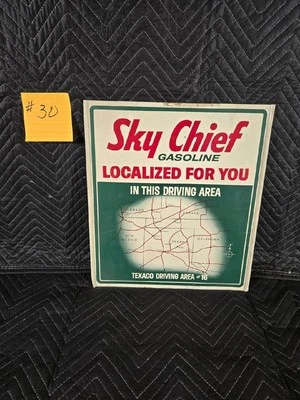 #30
Sky Chief
GASOLINE
LOCALIZED FOR YOU
IN THIS DRIVING AREA
TEXACO DRIVING AREA #16